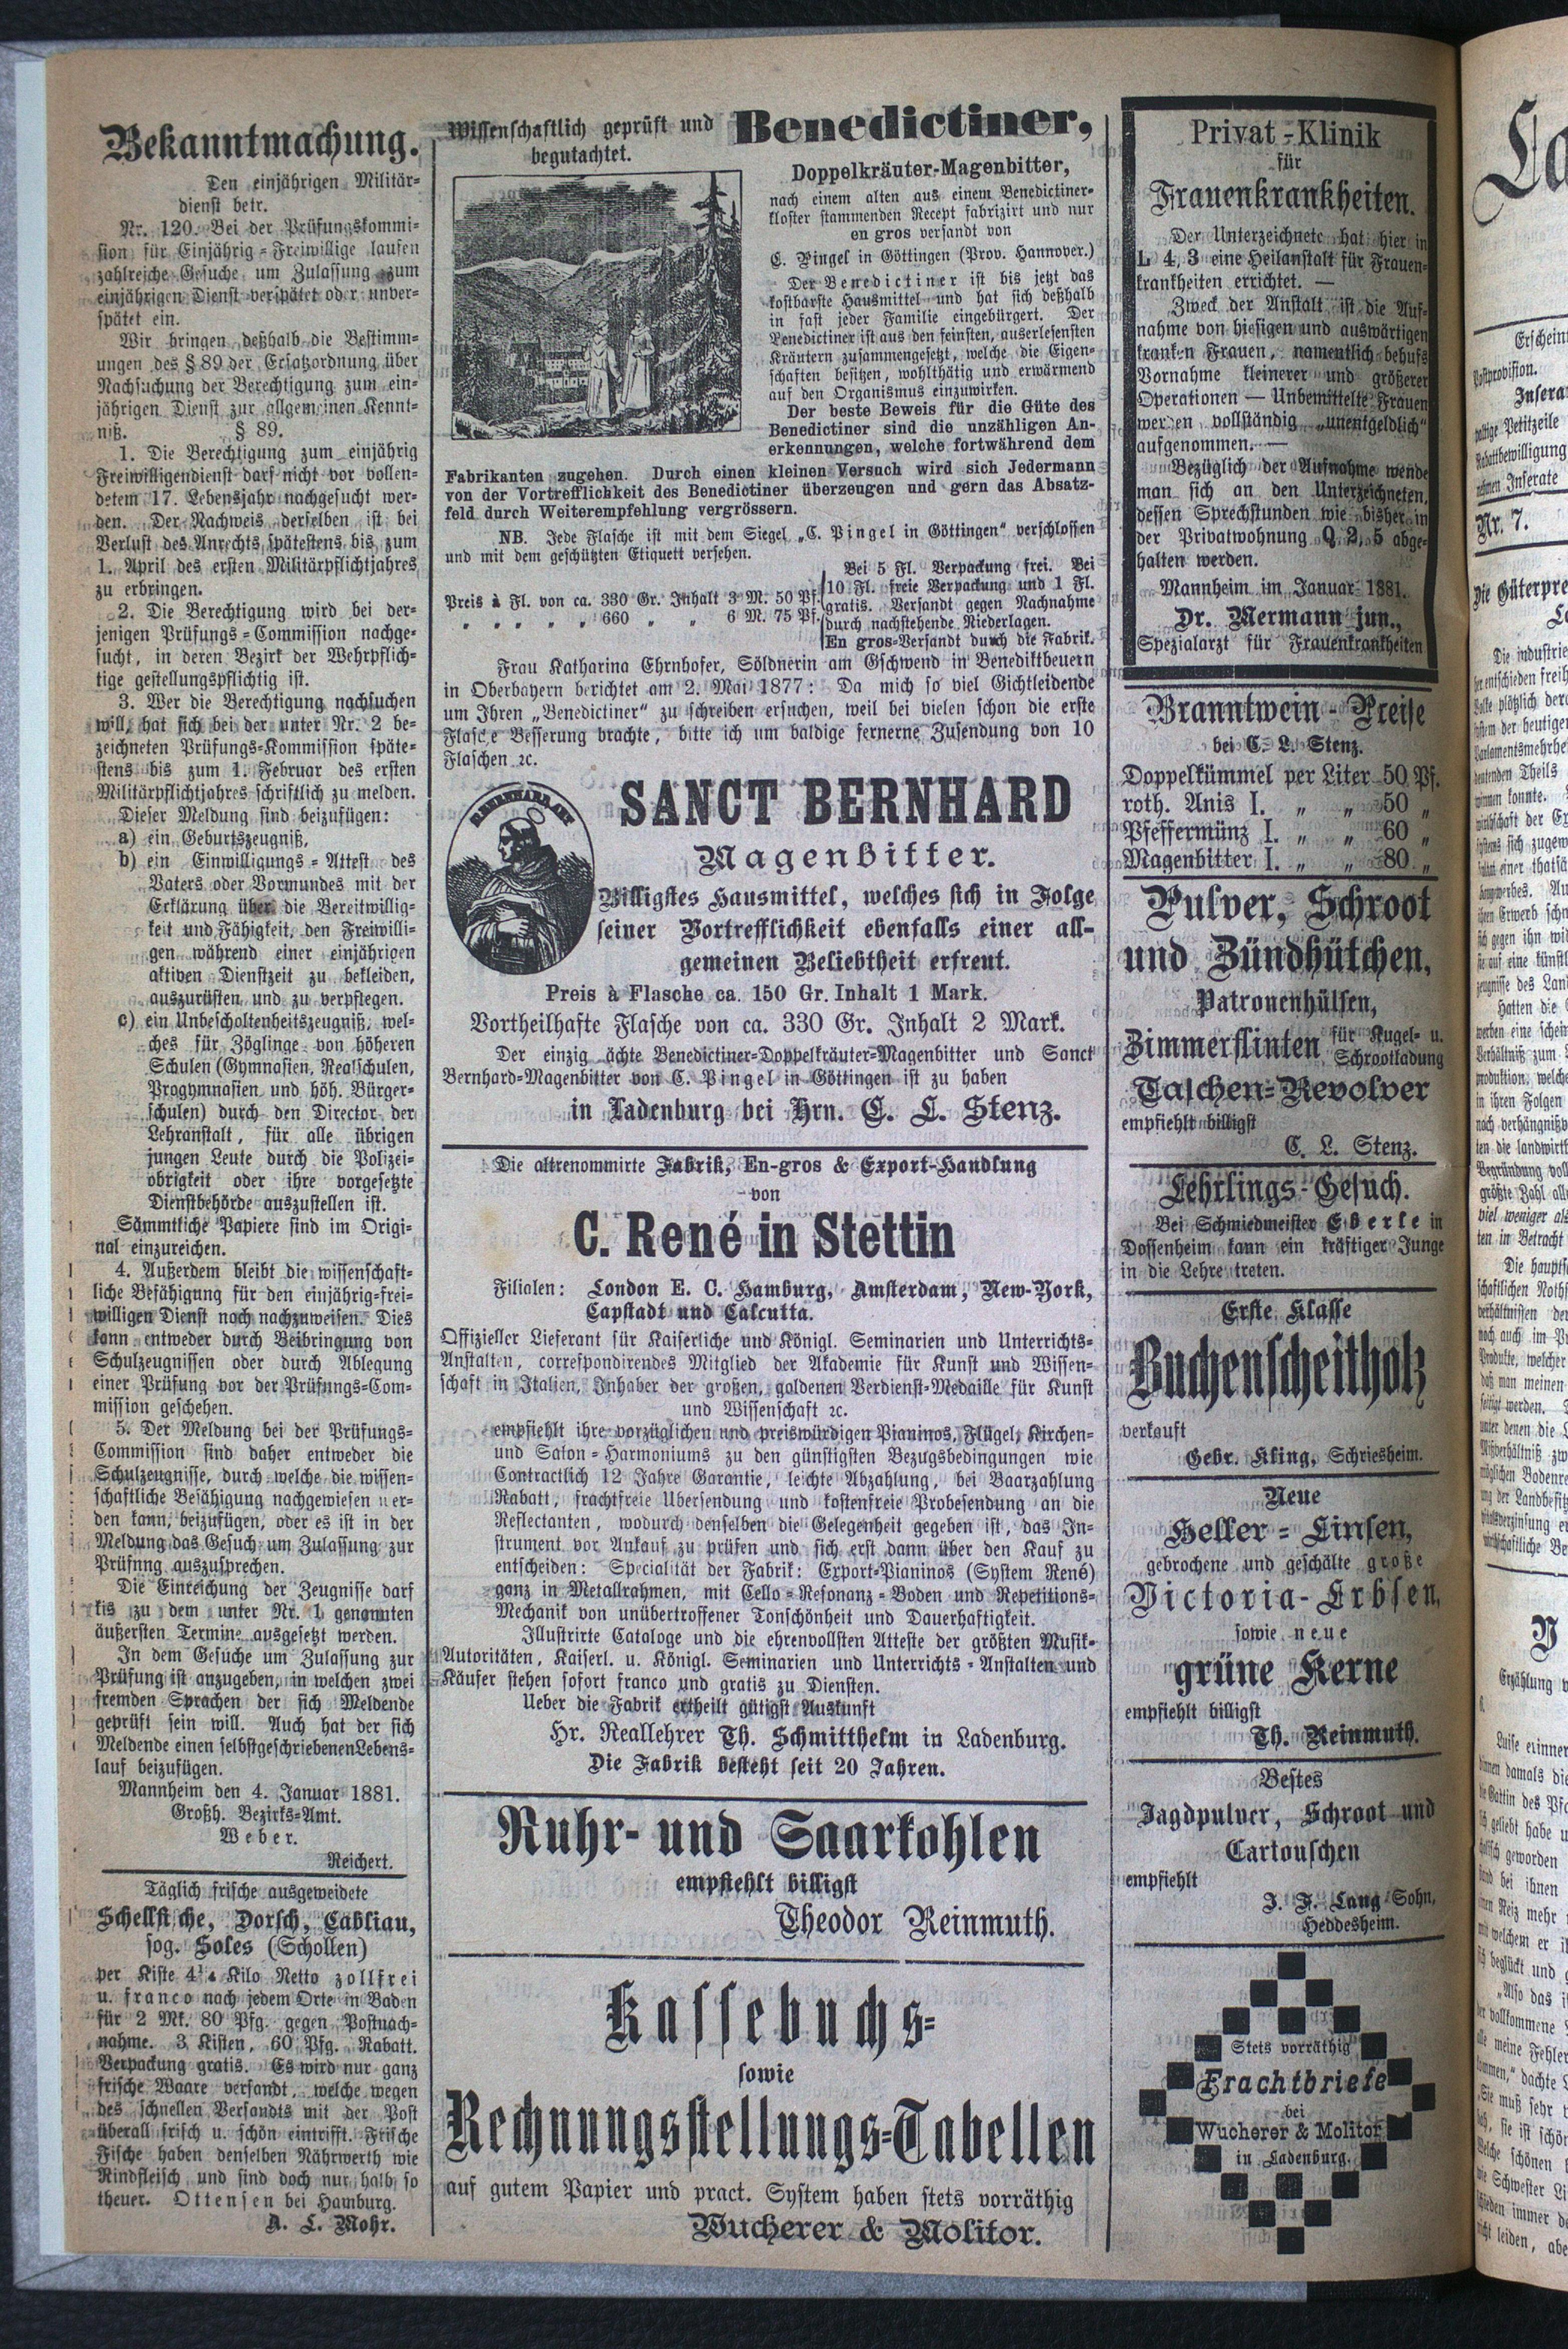 Bekanntmachung.
Den einjährigen Militär-
dienst betr.
Nr. 120. Bei der Prüfungskommi-
sion für Einjährig-Freiwillige laufen
zahlreiche Gesuche um Zulassung zum
einjährigen Dienst verspätet oder unver-
spätet ein.
Wir bringen deßhalb die Bestimm-
ungen des § 89 der Ersatzordnung über
Nachsuchung der Berechtigung zum ein-
jährigen Dienst zur allgemeinen Kennt-
niß. § 89.
1. Die Berechtigung zum einjährig
Freiwilligendienst darf nicht vor vollen-
detem 17. Lebensjahr nachgesucht wer-
den. Der Nachweis derselben ist bei
Verlust des Anrechts spätestens bis zum
1. April des ersten Militärpflichtjahres
zu erbringen.
2. Die Berechtigung wird bei der-
jenigen Prüfungs-Commission nachge-
sucht, in deren Bezirk der Wehrpflich-
tige gestellungspflichtig ist.
3. Wer die Berechtigung nachsuchen
will, hat sich bei der unter Nr. 2 be-
zeichneten Prüfungs-Kommission späte-
stens bis zum 1. Februar des ersten
Militärpflichtjahres schriftlich zu melden.
Dieser Meldung sind beizufügen:
a) ein Geburtszeugniß,
b) ein Einwilligungs-Attest des
Vaters oder Vormundes mit der
Erklärung über die Bereitwillig-
keit und Fähigkeit, den Freiwilli-
gen während einer einjährigen
aktiven Dienstzeit zu bekleiden,
auszurüsten und zu verpflegen.
c) ein Unbescholtenheitszeugniß, wel-
ches für Zöglinge von höheren
Schulen (Gymnasien, Realschulen,
Progymnasien und höh. Bürger-
schulen) durch den Director der
Lehranstalt, für alle übrigen
jungen Leute durch die Polizei-
obrigkeit oder ihre vorgesetzte
Dienstbehörde auszustellen ist.
Sämmtliche Papiere sind im Origi-
nal einzureichen.
4. Außerdem bleibt die wissenschaft-
liche Befähigung für den einjährig-frei-
willigen Dienst noch nachzuweisen. Dies
kann entweder durch Beibringung von
Schulzeugnissen oder durch Ablegung
einer Prüfung vor der Prüfungs-Com-
mission geschehen.
5. Der Meldung bei der Prüfungs-
Commission sind daher entweder die
Schulzeugnisse, durch welche die wissen-
schaftliche Befähigung nachgewiesen wer-
den kann, beizufügen, oder es ist in der
Meldung das Gesuch um Zulassung zur
Prüfnng auszusprechen.
Die Einreichung der Zeugnisse darf
bis zu dem unter Nr. 1 genannten
äußersten Termine ausgesetzt werden.
In dem Gesuche um Zulassung zur
Prüfung ist anzugeben, in welchen zwei
fremden Sprachen der sich Meldende
geprüft sein will. Auch hat der sich
Meldende einen selbstgeschriebenen Lebens-
lauf beizufügen.
Mannheim den 4. Januar 1881.
Großh. Bezirks-Amt.
Weber.
Reichert.
Täglich frische ausgeweidete
Schellfische, Dorsch, Cabliau,
sog. Soles (Schollen)
per Kiste 4¾ Kilo Netto zollfrei
u. franco nach jedem Orte in Baden
für 2 Mk. 80 Pfg. gegen Postnach-
nahme. 3 Kisten, 60 Pfg. Rabatt.
Verpackung gratis. Es wird nur ganz
frische Waare versandt, welche wegen
des schnellen Versandts mit der Post
überall frisch u. schön eintrifft. Frische
Fische haben denselben Nährwerth wie
Rindfleisch und sind doch nur halb so
theuer. Ottensen bei Hamburg.
A. L. Mohr.
Wissenschaftlich geprüft und
begutachtet.
Benedictiner,
Doppelkräuter-Magenbitter,
nach einem alten aus einem Benedictiner-
kloster stammenden Recept fabrizirt und nur
en gros versandt von
C. Pingel in Göttingen (Prov. Hannover.)
Der Benedictiner ist bis jetzt das
kostbarste Hausmittel und hat sich deßhalb
in fast jeder Familie eingebürgert. Der
Benedictiner ist aus den feinsten, auserlesensten
Kräutern zusammengesetzt, welche die Eigen-
schaften besitzen, wohlthätig und erwärmend
auf den Organismus einzuwirken.
Der beste Beweis für die Güte des
Benedictiner sind die unzähligen An-
erkennungen, welche fortwährend dem
Fabrikanten zugehen. Durch einen kleinen Versuch wird sich Jedermann
von der Vortrefflichkeit des Benedictiner überzeugen und gern das Absatz-
feld durch Weiterempfehlung vergrössern.
NB. Jede Flasche ist mit dem Siegel „C. Pingel in Göttingen" verschlossen
und mit dem geschützten Etiquett versehen.
Preis à Fl. von ca. 330 Gr. Inhalt 3 M. 50 Pf.
„ „ „ „ „ 660 „ „ 6 M. 75 Pf.
Bei 5 Fl. Verpackung frei. Bei
10 Fl. freie Verpackung und 1 Fl.
gratis. Versandt gegen Nachnahme
durch nachstehende Niederlagen.
En gros-Versandt durch die Fabrik.
Frau Katharina Ehrnhofer, Söldnerin am Gschwend in Benediktbeuern
in Oberbayern berichtet am 2. Mai 1877: Da mich so viel Gichtleidende
um Ihren „Benedictiner" zu schreiben ersuchen, weil bei vielen schon die erste
Flasche Besserung brachte, bitte ich um baldige fernerne Zusendung von 10
Flaschen ꝛc.
S. BERNHARD. ABT
SANCT BERNHARD
Magenbitter.
Billigstes Hausmittel, welches sich in Folge
seiner Vortrefflichkeit ebenfalls einer all-
gemeinen Beliebtheit erfreut.
Preis à Flasche ca. 150 Gr. Inhalt 1 Mark.
Vortheilhafte Flasche von ca. 330 Gr. Inhalt 2 Mark.
Der einzig ächte Benedictiner-Doppelkräuter-Magenbitter und Sanct
Bernhard-Magenbitter von C. Pingel in Göttingen ist zu haben
in Ladenburg bei Hrn. C. L. Stenz.
Die altrenommirte Fabrik, En-gros & Export-Handlung
von
C. René in Stettin
Filialen: London E. C. Hamburg, Amsterdam, New-York,
Capstadt und Calcutta.
Offizieller Lieferant für Kaiserliche und Königl. Seminarien und Unterrichts-
Anstalten, correspondirendes Mitglied der Akademie für Kunst und Wissen-
schaft in Italien, Inhaber der großen, goldenen Verdienst-Medaille für Kunst
und Wissenschaft ꝛc.
empfiehlt ihre vorzüglichen und preiswürdigen Pianinos, Flügel, Kirchen-
und Salon-Harmoniums zu den günstigsten Bezugsbedingungen wie
Contractlich 12 Jahre Garantie, leichte Abzahlung, bei Baarzahlung
Rabatt, frachtfreie Übersendung und kostenfreie Probesendung an die
Reflectanten, wodurch denselben die Gelegenheit gegeben ist, das In-
strument vor Ankauf zu prüfen und sich erst dann über den Kauf zu
entscheiden: Specialität der Fabrik: Export-Pianinos (System René)
ganz in Metallrahmen, mit Cello-Resonanz-Boden und Repetitions-
Mechanik von unübertroffener Tonschönheit und Dauerhaftigkeit.
Illustrirte Cataloge und die ehrenvollsten Atteste der größten Musik-
Autoritäten, Kaiserl. u. Königl. Seminarien und Unterrichts-Anstalten und
Käufer stehen sofort franco und gratis zu Diensten.
Ueber die Fabrik ertheilt gütigst Auskunft
Hr. Reallehrer Th. Schmitthelm in Ladenburg.
Die Fabrik besteht seit 20 Jahren.
Ruhr- und Saarkohlen
empfiehlt billigst
Theodor Reinmuth.
Kassebuchs-
sowie
Rechnungsstellungs-Tabellen
auf gutem Papier und pract. System haben stets vorräthig
Wucherer & Molitor.
Privat-Klinik
für
Frauenkrankheiten.
Der Unterzeichnete hat hier in
L 4, 3 eine Heilanstalt für Frauen-
krankheiten errichtet. —
Zweck der Anstalt ist die Auf-
nahme von hiesigen und auswärtigen
kranken Frauen, namentlich behufs
Vornahme kleinerer und größerer
Operationen — Unbemittelte Frauen
werden vollständig „unentgeldlich"
aufgenommen. —
Bezüglich der Aufnahme wende
man sich an den Unterzeichneten,
dessen Sprechstunden wie bisher in
der Privatwohnung Q 2, 5 abge-
halten werden.
Mannheim im Januar 1881.
Dr. Mermann jun.,
Spezialarzt für Frauenkrankheiten
Branntwein-Preise
bei C. L. Stenz.
Doppelkümmel per Liter 50 Pf.
roth. Anis I. „ „ 50 „
Pfeffermünz I. „ „ 60 „
Magenbitter I. „ „ 80 „
Pulver, Schroot
und Zündhütchen,
Patronenhülsen,
Zimmerflinten für Kugel- u.
Schrootladung
Taschen-Revolver
empfiehlt billigst
C. L. Stenz.
Lehrlings-Gesuch.
Bei Schmiedmeister Eberle in
Dossenheim kann ein kräftiger Junge
in die Lehre treten.
Erste Klasse
Buchenscheitholz
verkauft
Gebr. Kling, Schriesheim.
Neue
Heller-Linsen,
gebrochene und geschälte große
Victoria-Erbsen,
sowie neue
grüne Kerne
empfiehlt billigst
Th. Reinmuth.
Bestes
Jagdpulver, Schroot und
Cartouschen
empfiehlt
J. F. Lang Sohn,
Heddesheim.
Stets vorräthig
Frachtbriefe
bei
Wucherer & Molitor
in Ladenburg.
Nr. 7.